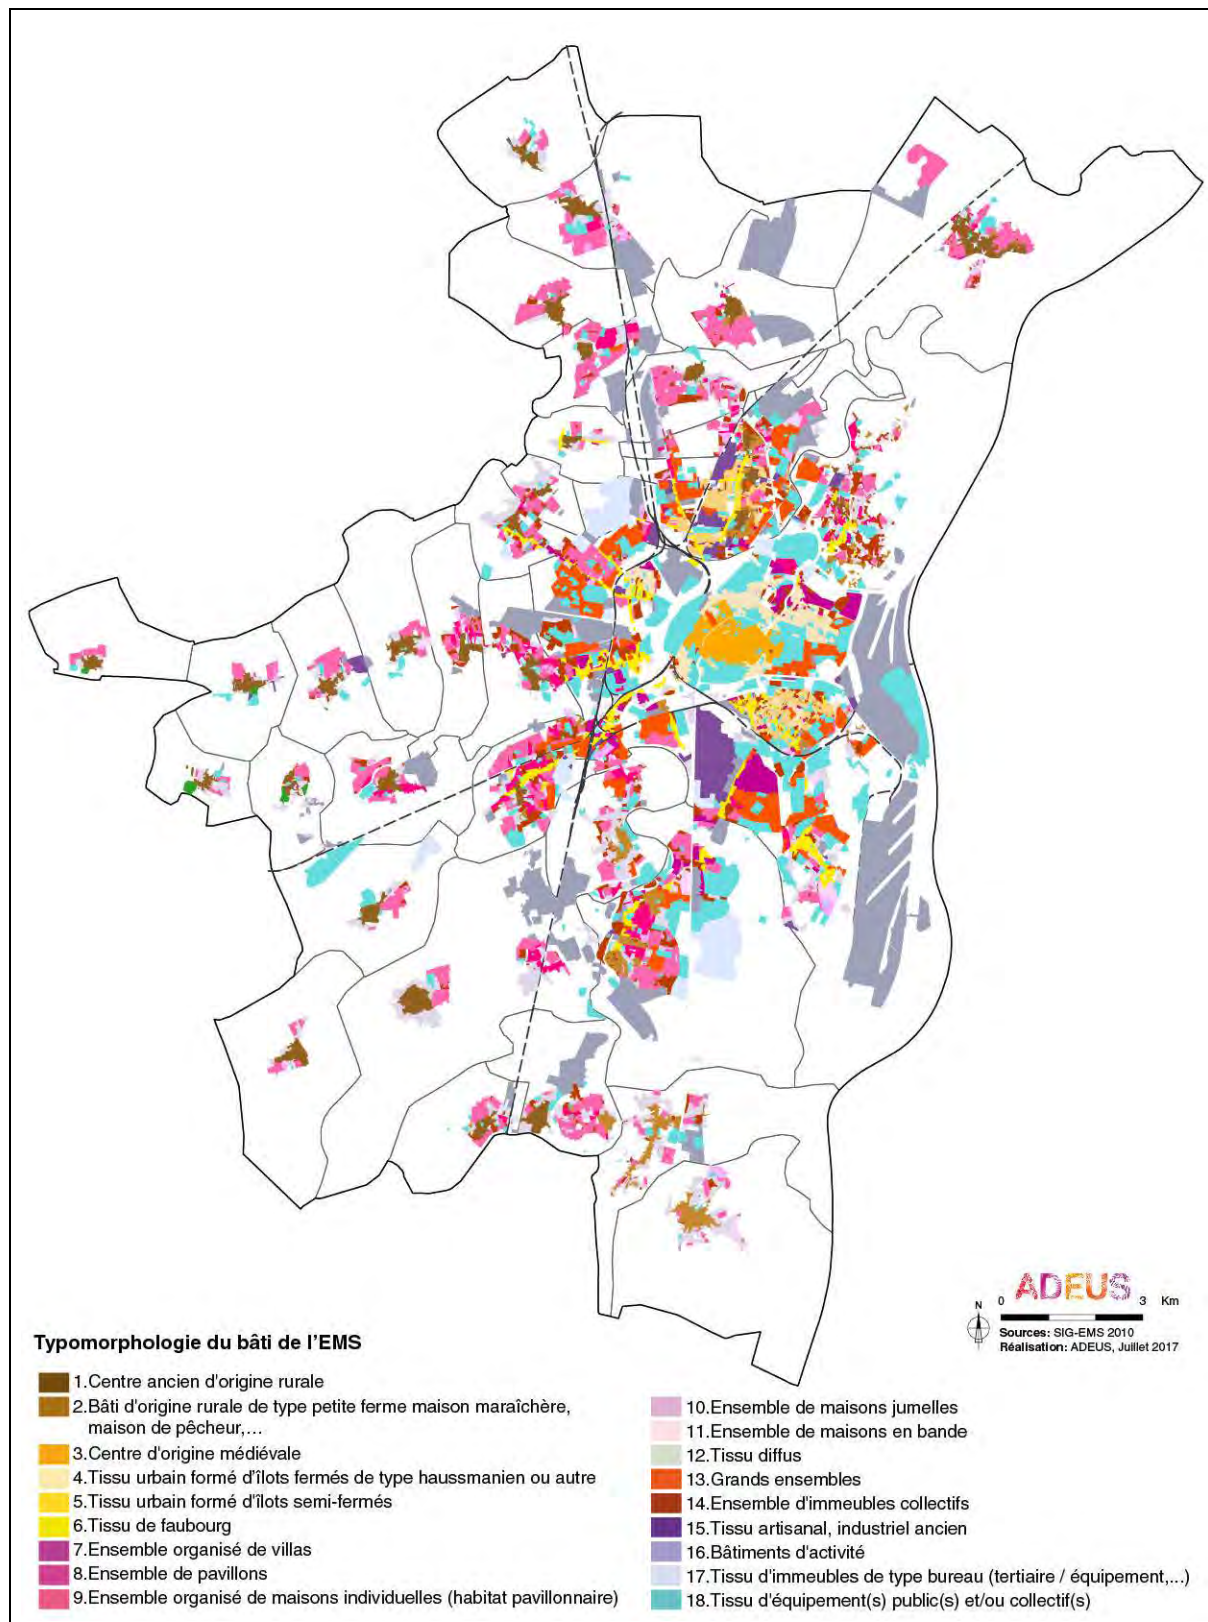 ADEUS
0 3 Km
N
Sources: SIG-EMS 2010
Réalisation: ADEUS, Juillet 2017
Typomorphologie du bâti de l'EMS
1.Centre ancien d'origine rurale
2.Bâti d'origine rurale de type petite ferme maison maraîchère,
maison de pêcheur,...
3.Centre d'origine médiévale
4.Tissu urbain formé d'îlots fermés de type haussmanien ou autre
5.Tissu urbain formé d'îlots semi-fermés
6.Tissu de faubourg
7.Ensemble organisé de villas
8.Ensemble de pavillons
9.Ensemble organisé de maisons individuelles (habitat pavillonnaire)
10.Ensemble de maisons jumelles
11.Ensemble de maisons en bande
12.Tissu diffus
13.Grands ensembles
14.Ensemble d'immeubles collectifs
15.Tissu artisanal, industriel ancien
16.Bâtiments d'activité
17.Tissu d'immeubles de type bureau (tertiaire / équipement,...)
18.Tissu d'équipement(s) public(s) et/ou collectif(s)